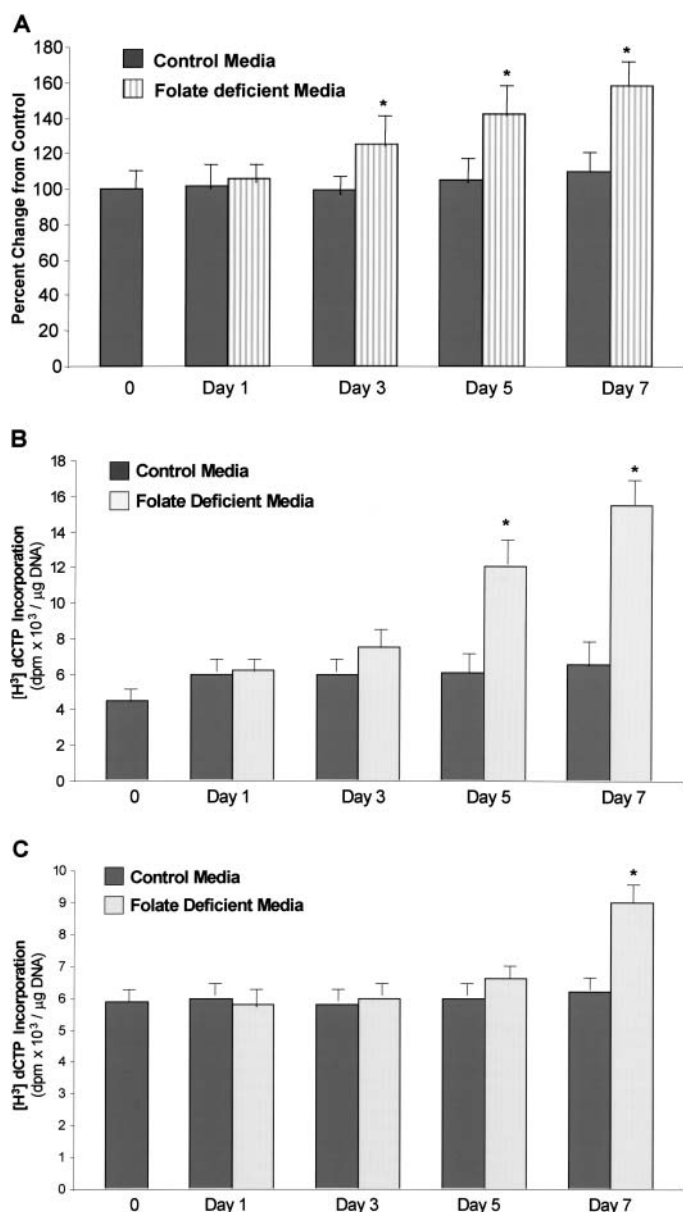 A
Control Media
Folate deficient Media
Percent Change from Control
180
160
140
120
100
80
60
40
20
0
*
*
*
0 Day 1 Day 3 Day 5 Day 7
B
Control Media
Folate Deficient Media
[H³] dCTP Incorporation
(dpm x 10³ / µg DNA)
18
16
14
12
10
8
6
4
2
0
*
*
0 Day 1 Day 3 Day 5 Day 7
C
Control Media
Folate Deficient Media
[H³] dCTP Incorporation
(dpm x 10³ / µg DNA)
10
9
8
7
6
5
4
3
2
1
0
*
0 Day 1 Day 3 Day 5 Day 7